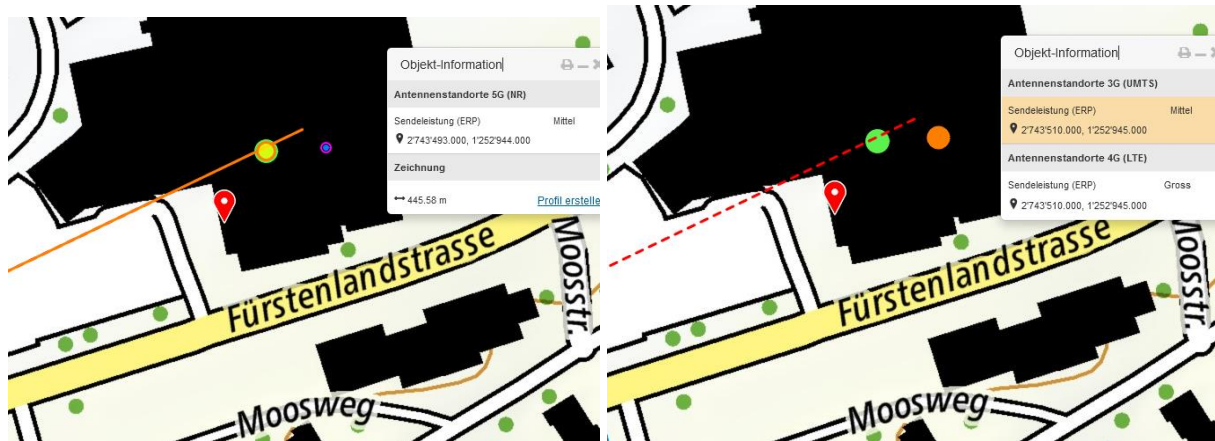 Objekt-Information
Antennenstandorte 5G (NR)
Sendeleistung (ERP) Mittel
2'743'493.000, 1'252'944.000
Zeichnung
445.58 m Profil erstelle
Fürstenlandstrasse
Moosstr.
Moosweg
Objekt-Information
Antennenstandorte 3G (UMTS)
Sendeleistung (ERP) Mittel
2'743'510.000, 1'252'945.000
Antennenstandorte 4G (LTE)
Sendeleistung (ERP) Gross
2'743'510.000, 1'252'945.000
Fürstenlandstrasse
Moosstr.
Moosweg